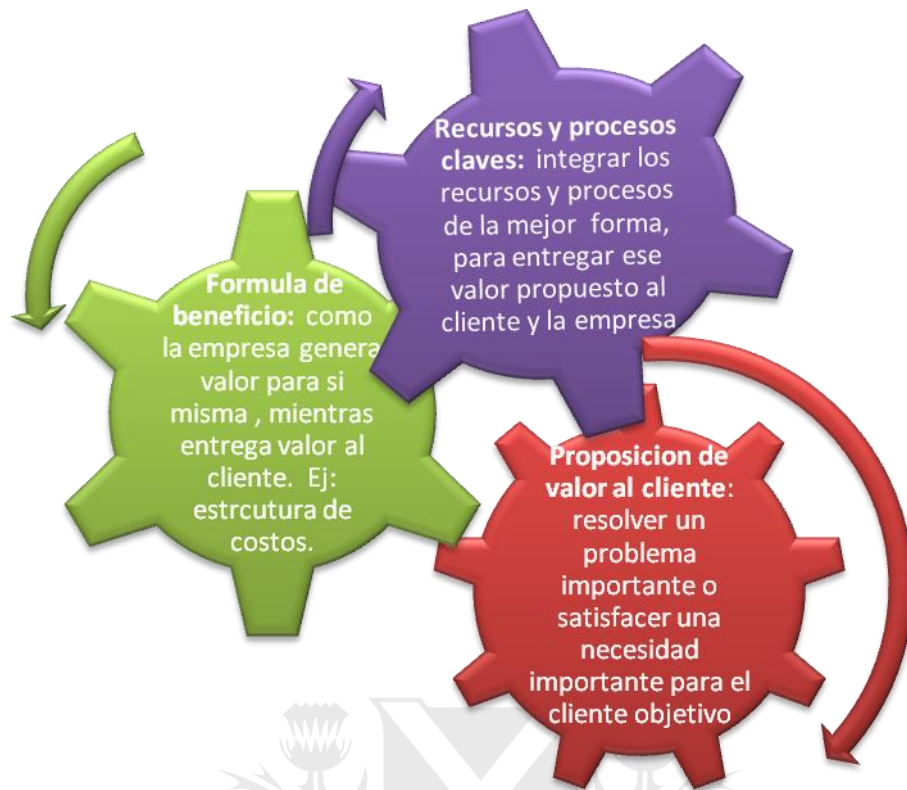 Recursos y procesos
claves: integrar los
recursos y procesos
de la mejor forma,
para entregar ese
valor propuesto al
cliente y la empresa
Formula de
beneficio: como
la empresa genera
valor para si
misma , mientras
entrega valor al
cliente. Ej:
estrcutura de
costos.
Proposicion de
valor al cliente:
resolver un
problema
importante o
satisfacer una
necesidad
importante para el
cliente objetivo